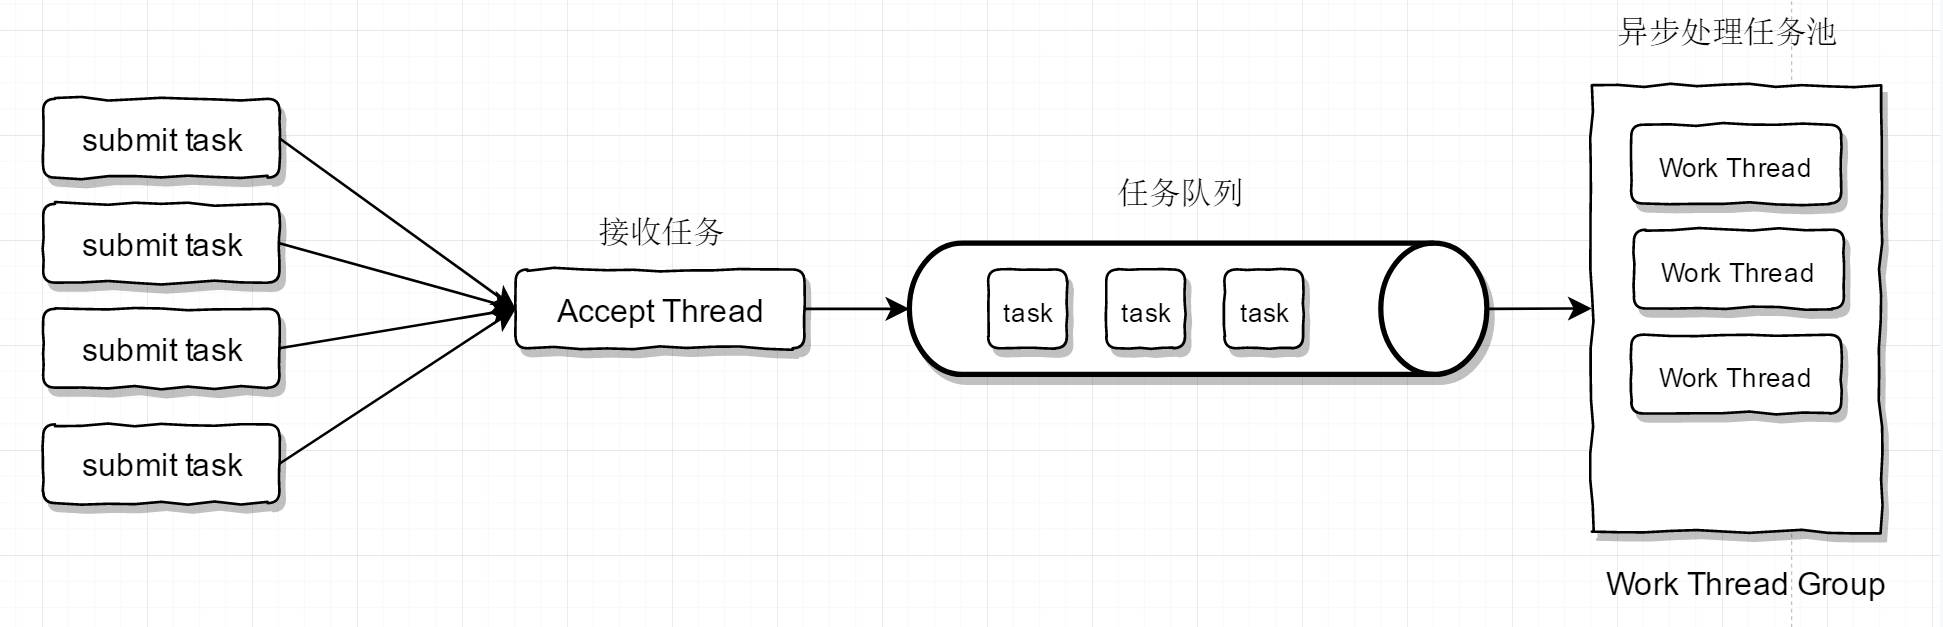 submit task
submit task
submit task
submit task
接收任务
Accept Thread
任务队列
task
task
task
异步处理任务池
Work Thread
Work Thread
Work Thread
Work Thread Group